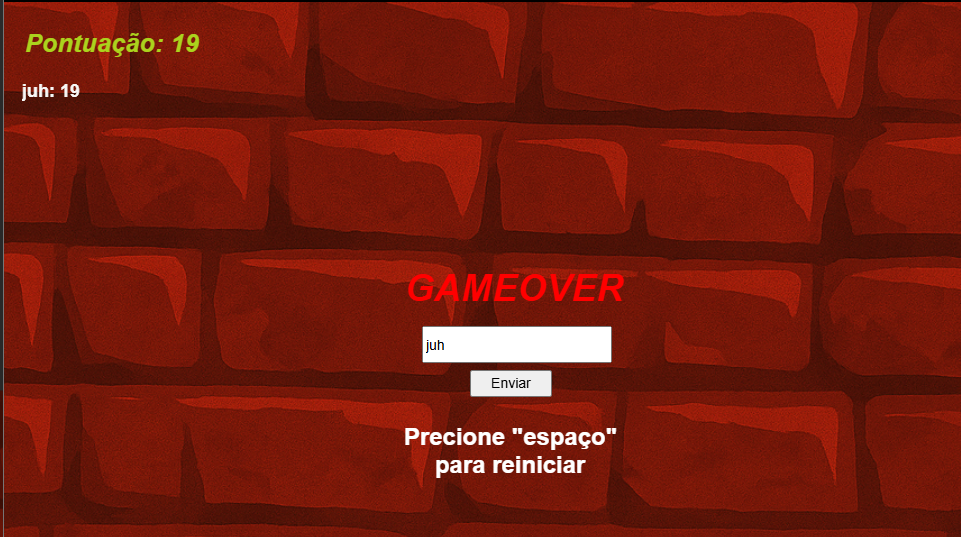 Pontuação: 19
juh: 19
GAMEOVER
juh
Enviar
Precione "espaço"
para reiniciar